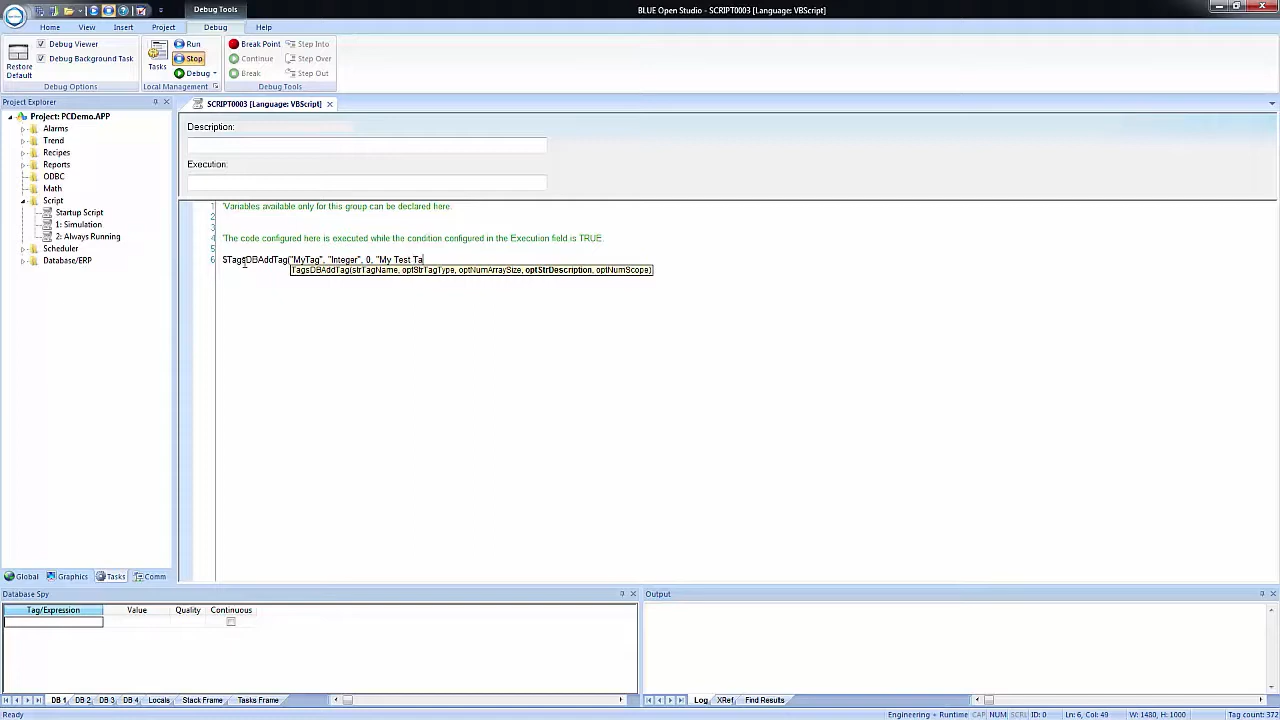 Debug Tools
BLUE Open Studio - SCRIPT0003 [Language: VBScript]
Home View Insert Project Debug Help
Debug Viewer
Debug Background Task
Restore Default
Debug Options
Tasks
Run
Stop
Debug
Local Management
Break Point
Continue
Break
Step Into
Step Over
Step Out
Debug Tools
Project Explorer
Project: PCDemo.APP
Alarms
Trend
Recipes
Reports
ODBC
Math
Script
Startup Script
1: Simulation
2: Always Running
Scheduler
Database/ERP
Global Graphics Tasks Comm
SCRIPT0003 [Language: VBScript]
Description:
Execution:
1 'Variables available only for this group can be declared here.
2
3
4 'The code configured here is executed while the condition configured in the Execution field is TRUE.
5
6 $TagsDBAddTag("MyTag", "Integer", 0, "My Test Ta
TagsDBAddTag(strTagName, optStrTagType, optNumArraySize, optStrDescription, optNumScope)
Database Spy
Tag/Expression Value Quality Continuous
DB 1 DB 2 DB 3 DB 4 Locals Stack Frame Tasks Frame
Output
Log XRef Find Results
Ready
Engineering + Runtime CAP NUM SCRL ID: 0 Ln: 6, Col: 49 W: 1480, H: 1000 Tag count: 372